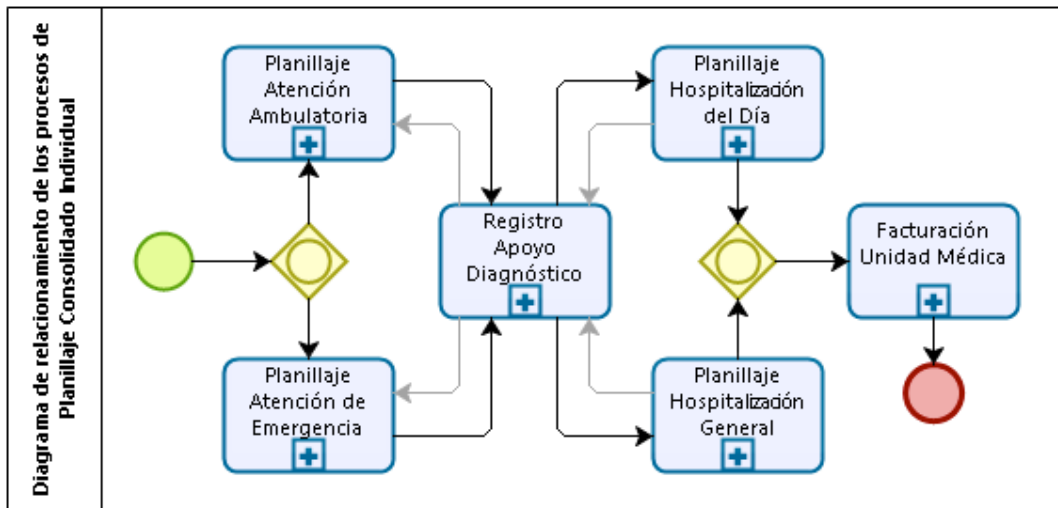 Diagrama de relacionamiento de los procesos de
Planillaje Consolidado Individual
Planillaje
Atención
Ambulatoria
Planillaje
Hospitalización
del Día
Registro
Apoyo
Diagnóstico
Facturación
Unidad Médica
Planillaje
Atención de
Emergencia
Planillaje
Hospitalización
General